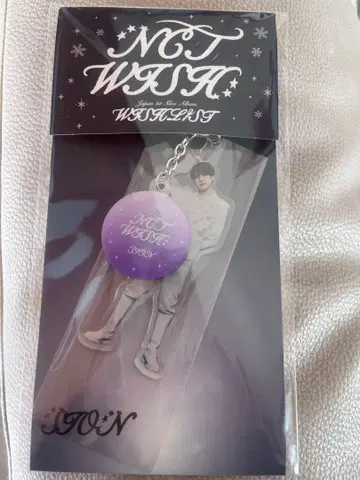 NCT
WISH
Japan 1st Mini Album
WISHLIST
NCT
WISH
SION
SION